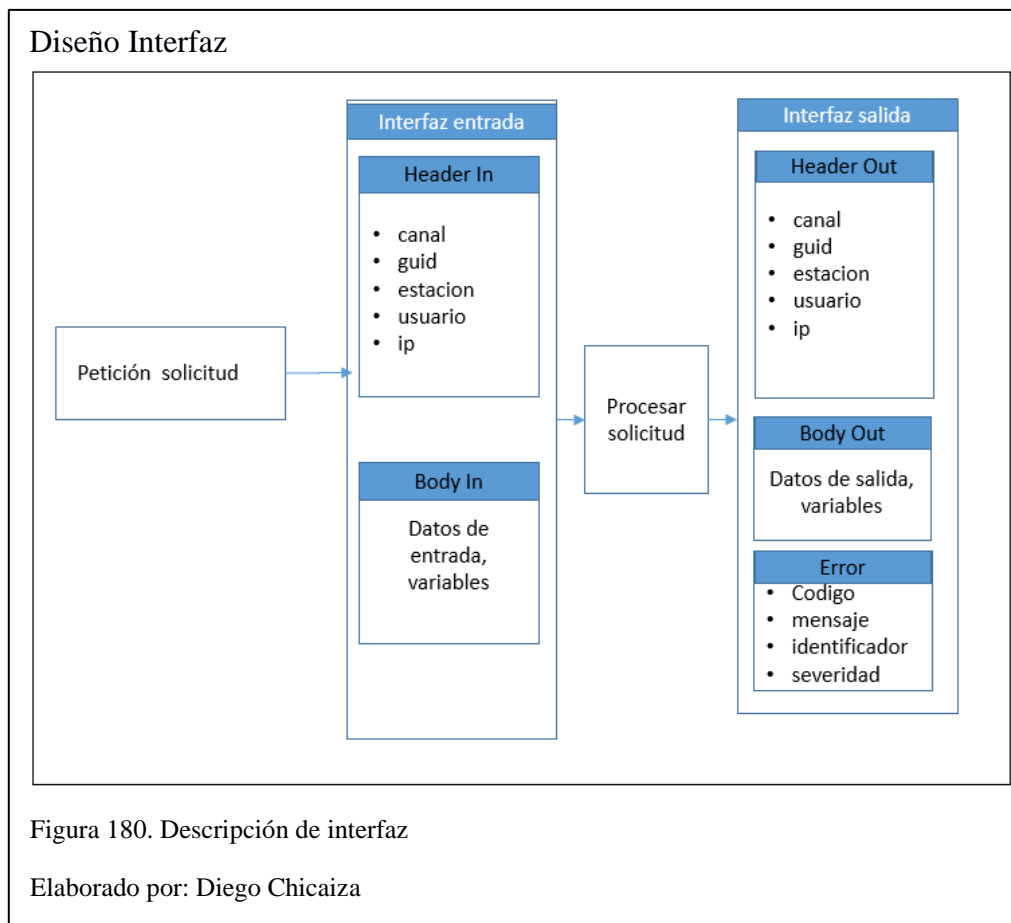 Diseño Interfaz
Petición solicitud
Interfaz entrada
Header In
• canal
• guid
• estacion
• usuario
• ip
Body In
Datos de
entrada,
variables
Procesar
solicitud
Interfaz salida
Header Out
• canal
• guid
• estacion
• usuario
• ip
Body Out
Datos de salida,
variables
Error
• Codigo
• mensaje
• identificador
• severidad
Figura 180. Descripción de interfaz
Elaborado por: Diego Chicaiza